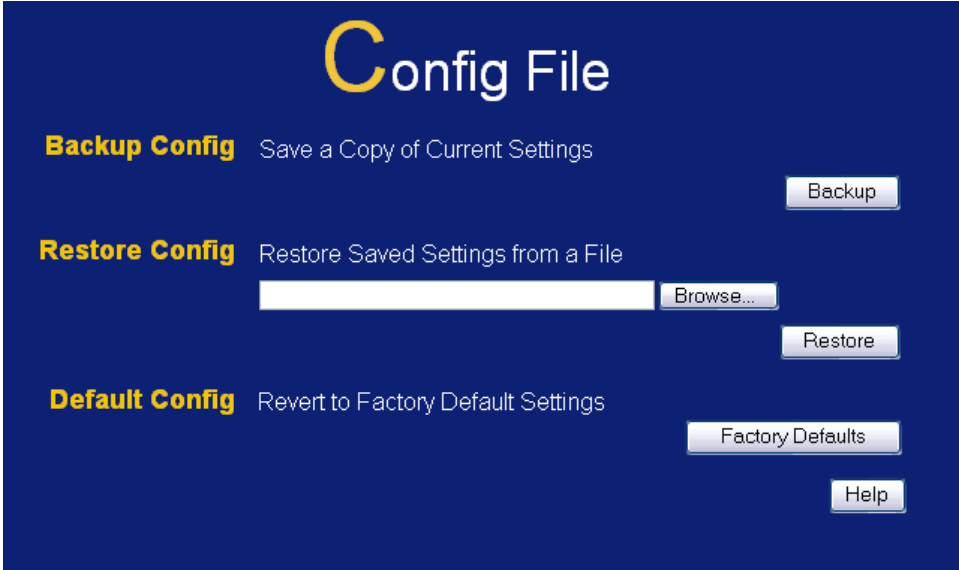 Config File
Backup Config Save a Copy of Current Settings
Backup
Restore Config Restore Saved Settings from a File
Browse...
Restore
Default Config Revert to Factory Default Settings
Factory Defaults
Help